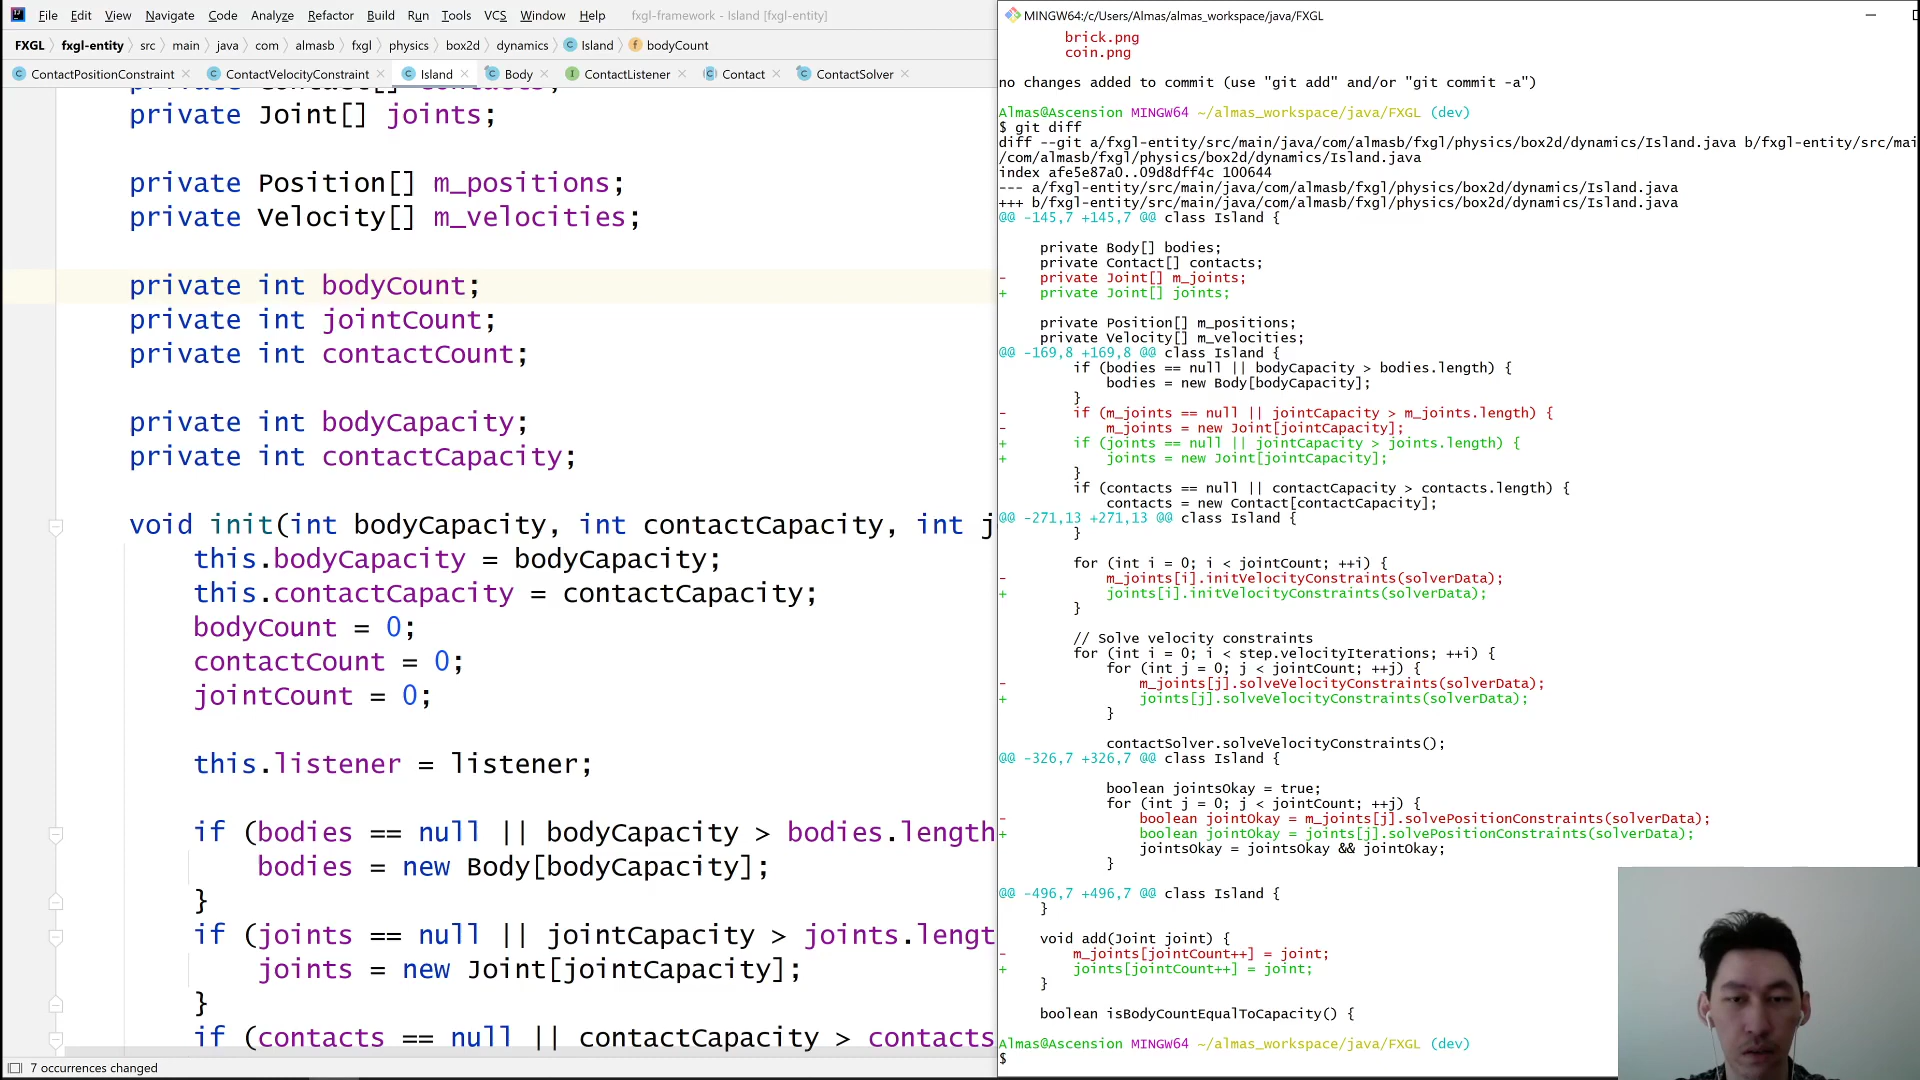 File Edit View Navigate Code Analyze Refactor Build Run Tools VCS Window Help fxgl-framework - Island [fxgl-entity]
FXGL fxgl-entity src main java com almasb fxgl physics box2d dynamics Island bodyCount
ContactPositionConstraint ContactVelocityConstraint Island Body ContactListener Contact ContactSolver
private Contact[] contacts;
private Joint[] joints;
private Position[] m_positions;
private Velocity[] m_velocities;
private int bodyCount;
private int jointCount;
private int contactCount;
private int bodyCapacity;
private int contactCapacity;
void init(int bodyCapacity, int contactCapacity, int j
this.bodyCapacity = bodyCapacity;
this.contactCapacity = contactCapacity;
bodyCount = 0;
contactCount = 0;
jointCount = 0;
this.listener = listener;
if (bodies == null || bodyCapacity > bodies.length
bodies = new Body[bodyCapacity];
}
if (joints == null || jointCapacity > joints.lengt
joints = new Joint[jointCapacity];
}
if (contacts == null || contactCapacity > contacts
7 occurrences changed
MINGW64:/c/Users/Almas/almas_workspace/java/FXGL
brick.png
coin.png
no changes added to commit (use "git add" and/or "git commit -a")
Almas@Ascension MINGW64 ~/almas_workspace/java/FXGL (dev)
$ git diff
diff --git a/fxgl-entity/src/main/java/com/almasb/fxgl/physics/box2d/dynamics/Island.java b/fxgl-entity/src/mai
/com/almasb/fxgl/physics/box2d/dynamics/Island.java
index afe5e87a0..09d8dff4c 100644
--- a/fxgl-entity/src/main/java/com/almasb/fxgl/physics/box2d/dynamics/Island.java
+++ b/fxgl-entity/src/main/java/com/almasb/fxgl/physics/box2d/dynamics/Island.java
@@ -145,7 +145,7 @@ class Island {
private Body[] bodies;
private Contact[] contacts;
- private Joint[] m_joints;
+ private Joint[] joints;
private Position[] m_positions;
private Velocity[] m_velocities;
@@ -169,8 +169,8 @@ class Island {
if (bodies == null || bodyCapacity > bodies.length) {
bodies = new Body[bodyCapacity];
}
- if (m_joints == null || jointCapacity > m_joints.length) {
- m_joints = new Joint[jointCapacity];
+ if (joints == null || jointCapacity > joints.length) {
+ joints = new Joint[jointCapacity];
}
if (contacts == null || contactCapacity > contacts.length) {
contacts = new Contact[contactCapacity];
@@ -271,13 +271,13 @@ class Island {
}
for (int i = 0; i < jointCount; ++i) {
- m_joints[i].initVelocityConstraints(solverData);
+ joints[i].initVelocityConstraints(solverData);
}
// Solve velocity constraints
for (int i = 0; i < step.velocityIterations; ++i) {
for (int j = 0; j < jointCount; ++j) {
- m_joints[j].solveVelocityConstraints(solverData);
+ joints[j].solveVelocityConstraints(solverData);
}
contactSolver.solveVelocityConstraints();
@@ -326,7 +326,7 @@ class Island {
boolean jointsOkay = true;
for (int j = 0; j < jointCount; ++j) {
- boolean jointOkay = m_joints[j].solvePositionConstraints(solverData);
+ boolean jointOkay = joints[j].solvePositionConstraints(solverData);
jointsOkay = jointsOkay && jointOkay;
}
@@ -496,7 +496,7 @@ class Island {
}
void add(Joint joint) {
- m_joints[jointCount++] = joint;
+ joints[jointCount++] = joint;
}
boolean isBodyCountEqualToCapacity() {
Almas@Ascension MINGW64 ~/almas_workspace/java/FXGL (dev)
$